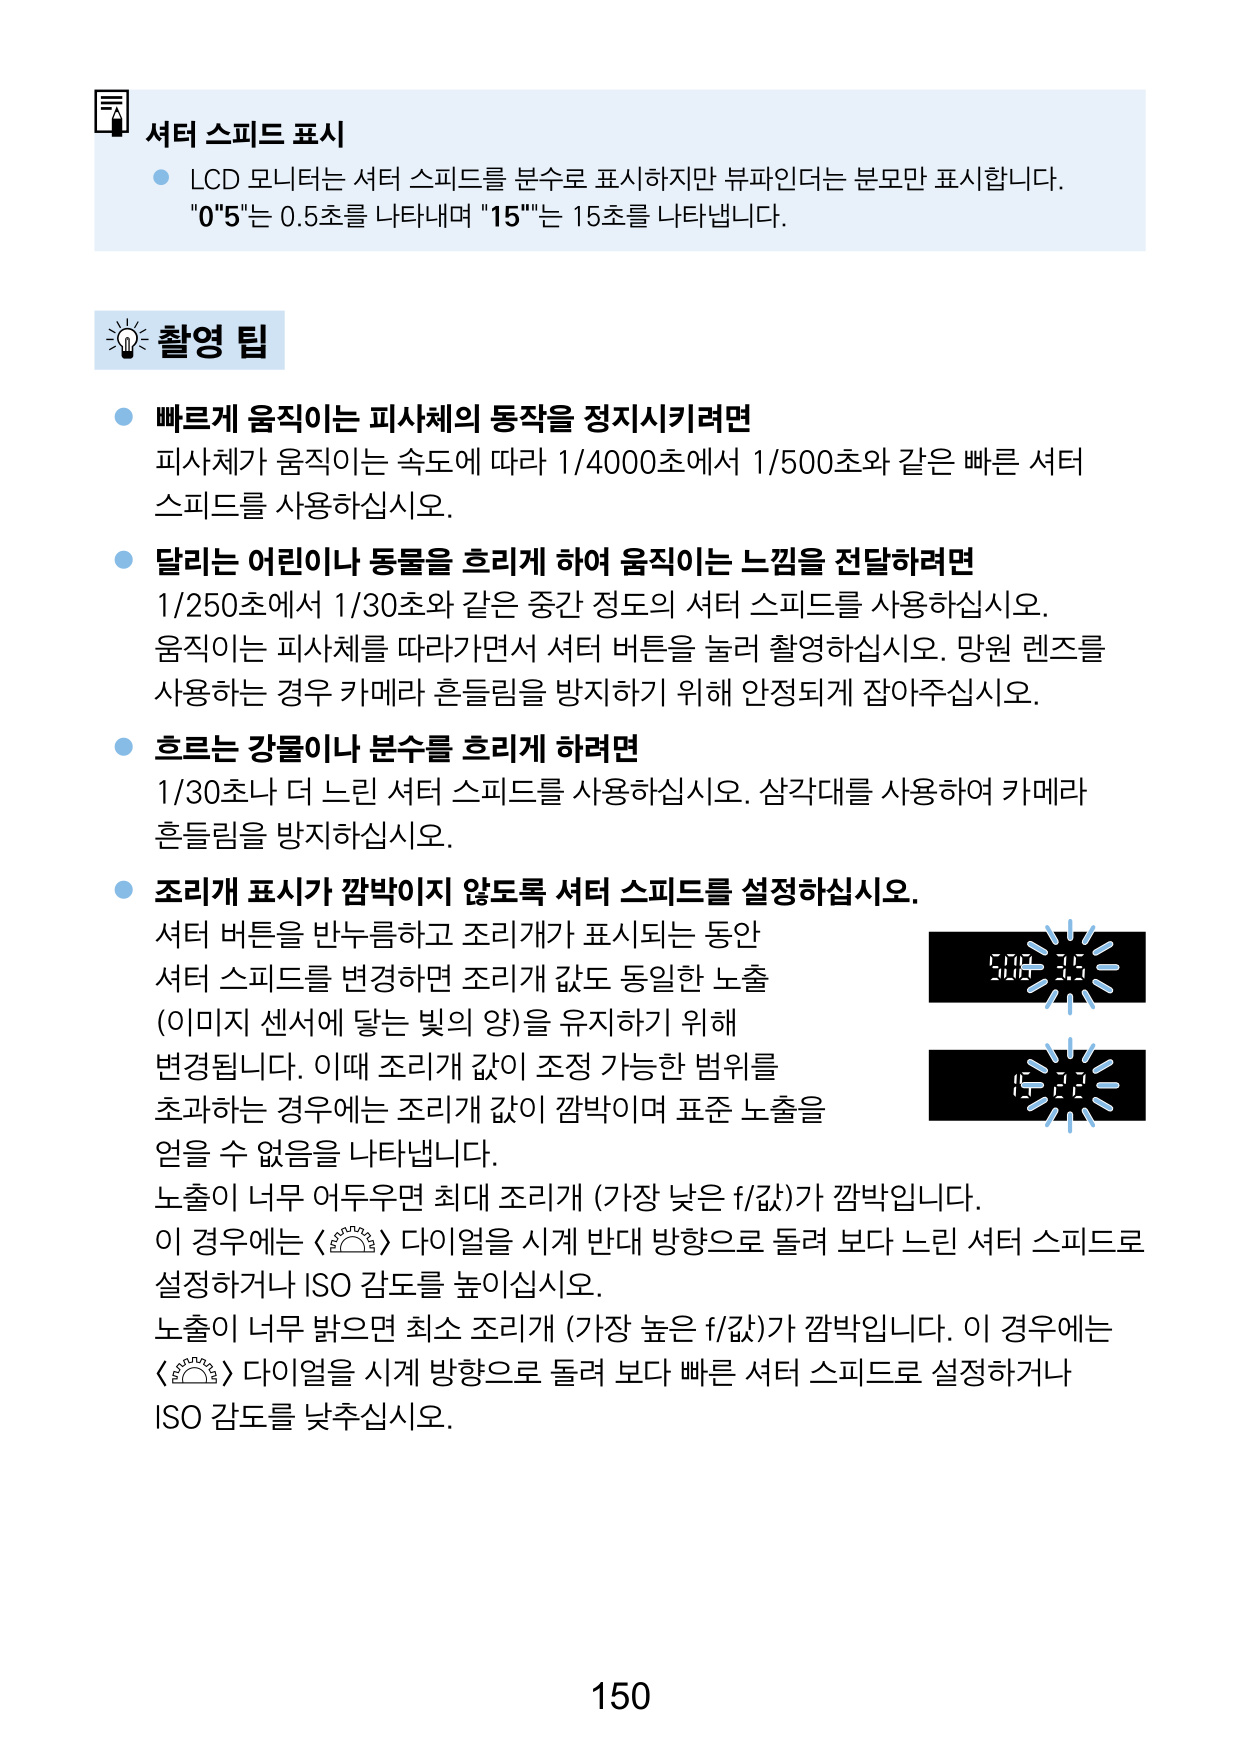 셔터 스피드 표시
● LCD 모니터는 셔터 스피드를 분수로 표시하지만 뷰파인더는 분모만 표시합니다.
"0"5"는 0.5초를 나타내며 "15""는 15초를 나타냅니다.
촬영 팁
● 빠르게 움직이는 피사체의 동작을 정지시키려면
피사체가 움직이는 속도에 따라 1/4000초에서 1/500초와 같은 빠른 셔터
스피드를 사용하십시오.
● 달리는 어린이나 동물을 흐리게 하여 움직이는 느낌을 전달하려면
1/250초에서 1/30초와 같은 중간 정도의 셔터 스피드를 사용하십시오.
움직이는 피사체를 따라가면서 셔터 버튼을 눌러 촬영하십시오. 망원 렌즈를
사용하는 경우 카메라 흔들림을 방지하기 위해 안정되게 잡아주십시오.
● 흐르는 강물이나 분수를 흐리게 하려면
1/30초나 더 느린 셔터 스피드를 사용하십시오. 삼각대를 사용하여 카메라
흔들림을 방지하십시오.
● 조리개 표시가 깜박이지 않도록 셔터 스피드를 설정하십시오.
셔터 버튼을 반누름하고 조리개가 표시되는 동안
셔터 스피드를 변경하면 조리개 값도 동일한 노출
(이미지 센서에 닿는 빛의 양)을 유지하기 위해
변경됩니다. 이때 조리개 값이 조정 가능한 범위를
초과하는 경우에는 조리개 값이 깜박이며 표준 노출을
얻을 수 없음을 나타냅니다.
3.5
22
노출이 너무 어두우면 최대 조리개 (가장 낮은 f/값)가 깜박입니다.
이 경우에는 〈 〉 다이얼을 시계 반대 방향으로 돌려 보다 느린 셔터 스피드로
설정하거나 ISO 감도를 높이십시오.
노출이 너무 밝으면 최소 조리개 (가장 높은 f/값)가 깜박입니다. 이 경우에는
〈 〉 다이얼을 시계 방향으로 돌려 보다 빠른 셔터 스피드로 설정하거나
ISO 감도를 낮추십시오.
150